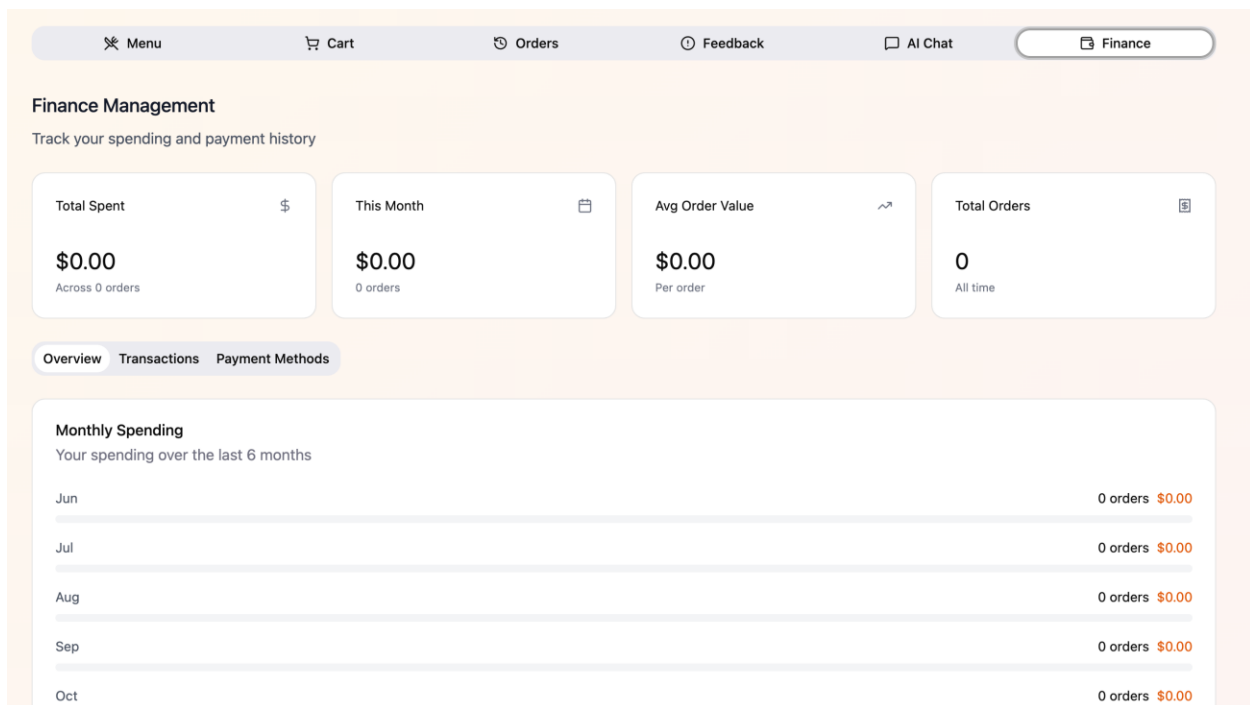 Menu Cart Orders Feedback AI Chat Finance
Finance Management
Track your spending and payment history
Total Spent $
$0.00
Across 0 orders
This Month
$0.00
0 orders
Avg Order Value
$0.00
Per order
Total Orders $
0
All time
Overview Transactions Payment Methods
Monthly Spending
Your spending over the last 6 months
Jun 0 orders $0.00
Jul 0 orders $0.00
Aug 0 orders $0.00
Sep 0 orders $0.00
Oct 0 orders $0.00